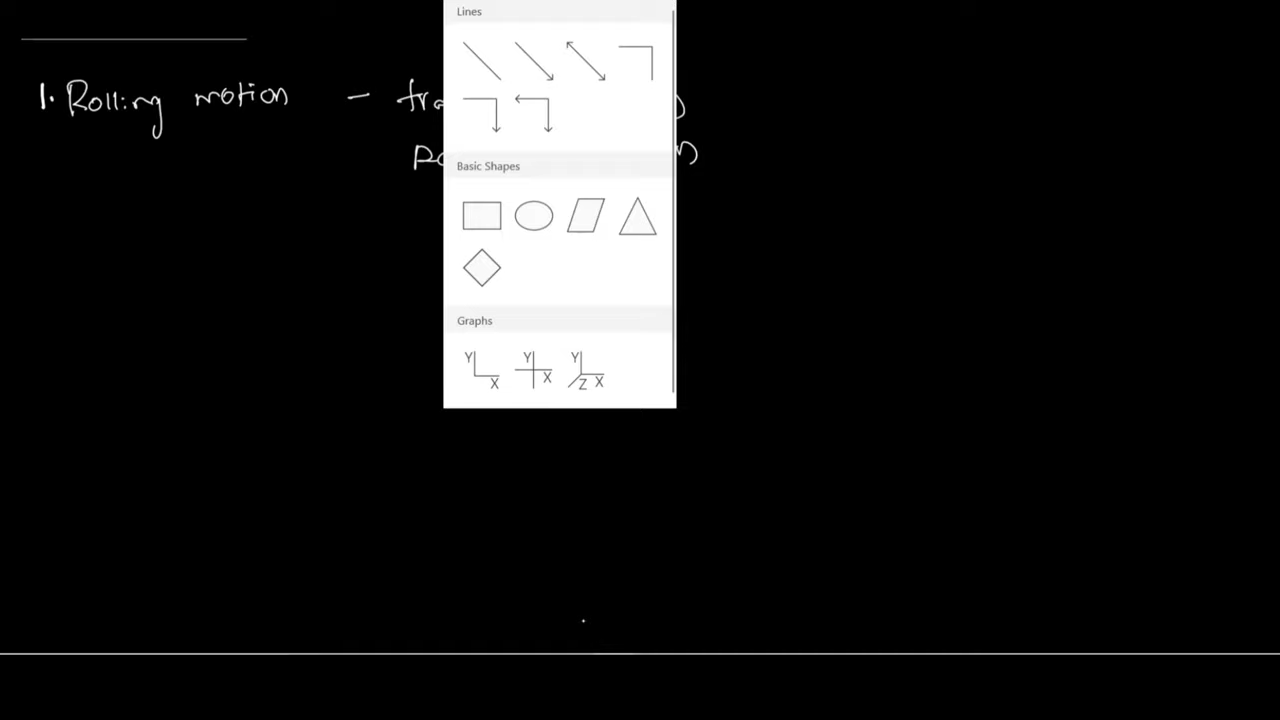 Lines
1. Rolling motion -
Basic Shapes
Graphs
Y X
Y X
Y Z X